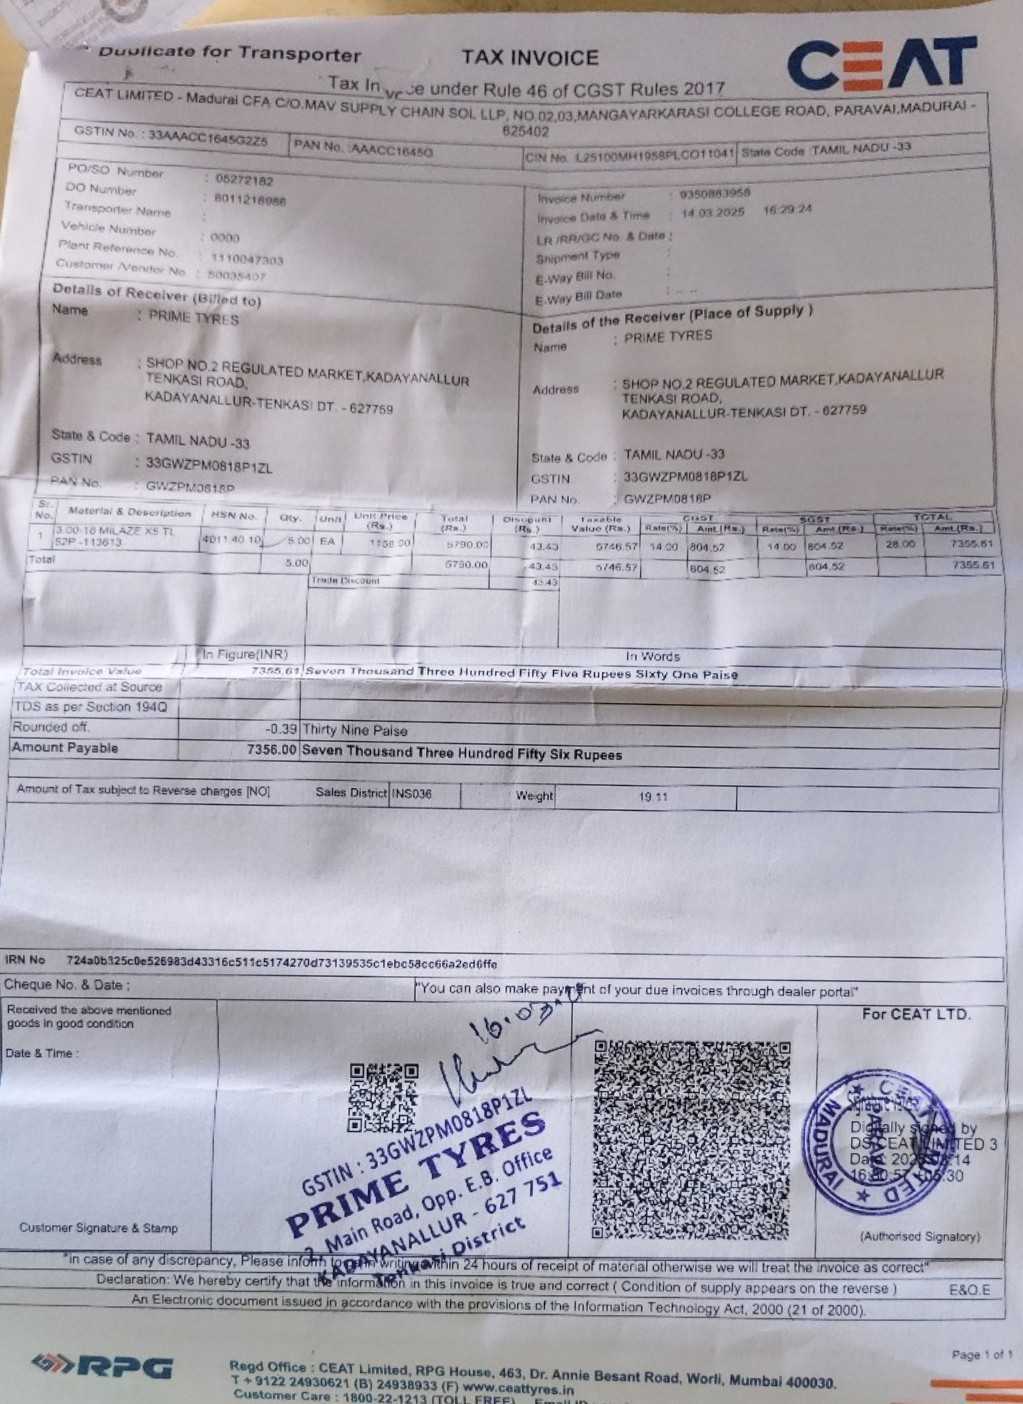 Duplicate for Transporter
TAX INVOICE
CEAT
Tax Invoice under Rule 46 of CGST Rules 2017
CEAT LIMITED - Madurai CFA C/O.MAV SUPPLY CHAIN SOL LLP, NO.02,03,MANGAYARKARASI COLLEGE ROAD, PARAVAI,MADURAI -
625402
GSTIN No. : 33AAACC1645G2Z5 PAN No. :AAACC1645G CIN No. :L25100MH1958PLCO11041 State Code :TAMIL NADU -33
PO/SO Number : 05272182
DO Number : 8011218986
Transporter Name :
Vehicle Number : 0000
Plant Reference No. : 1110047303
Customer /Vendor No : 50035407
Invoice Number : 9350883958
Invoice Date & Time : 14.03.2025 16:29:24
LR /RR/GC No. & Date :
Shipment Type :
E-Way Bill No. :
E-Way Bill Date :
Details of Receiver (Billed to)
Name : PRIME TYRES
Address : SHOP NO.2 REGULATED MARKET,KADAYANALLUR
TENKASI ROAD,
KADAYANALLUR-TENKASI DT. - 627759
State & Code : TAMIL NADU -33
GSTIN : 33GWZPM0818P1ZL
PAN No. : GWZPM0818P
Details of the Receiver (Place of Supply )
Name : PRIME TYRES
Address : SHOP NO.2 REGULATED MARKET,KADAYANALLUR
TENKASI ROAD,
KADAYANALLUR-TENKASI DT. - 627759
State & Code : TAMIL NADU -33
GSTIN : 33GWZPM0818P1ZL
PAN No. : GWZPM0818P
Sr. No. Material & Description HSN No. Qty. Unit Unit Price (Rs.) Total (Rs.) Discount (Rs.) Taxable Value (Rs.) CGST Rate(%) Amt.(Rs.) SGST Rate(%) Amt.(Rs.) TOTAL Rate(%) Amt.(Rs.)
1 3.00-18 MILAZE X5 TL 52P -113613 4011.40.10 5.00 EA 1158.00 5790.00 43.43 5746.57 14.00 804.52 14.00 804.52 28.00 7355.61
Total 5.00 5790.00 43.43 5746.57 804.52 804.52 7355.61
Trade Discount 43.43
In Figure(INR) In Words
Total Invoice Value 7355.61 Seven Thousand Three Hundred Fifty Five Rupees Sixty One Paise
TAX Collected at Source
TDS as per Section 194Q
Rounded off. -0.39 Thirty Nine Paise
Amount Payable 7356.00 Seven Thousand Three Hundred Fifty Six Rupees
Amount of Tax subject to Reverse charges [NO] Sales District INS036 Weight 19.11
IRN No 724a0b325c0e526983d43316c511c5174270d73139535c1ebc58cc66a2ed6ffe
Cheque No. & Date :
"You can also make payment of your due invoices through dealer portal"
Received the above mentioned
goods in good condition
Date & Time :
Customer Signature & Stamp
16.03.
GSTIN : 33GWZPM0818P1ZL
PRIME TYRES
2, Main Road, Opp. E.B. Office
KADAYANALLUR - 627 751
Tenkasi District
For CEAT LTD.
CEAT LIMITED
PARAVAI
MADURAI
Digitally signed by
DS CEAT LIMITED 3
(Authorised Signatory)
"in case of any discrepancy, Please inform to us in writing within 24 hours of receipt of material otherwise we will treat the invoice as correct"
Declaration: We hereby certify that the information in this invoice is true and correct ( Condition of supply appears on the reverse ) E&O.E
An Electronic document issued in accordance with the provisions of the Information Technology Act, 2000 (21 of 2000).
Page 1 of 1
RPG
Regd Office : CEAT Limited, RPG House, 463, Dr. Annie Besant Road, Worli, Mumbai 400030.
T + 9122 24930621 (B) 24938933 (F) www.ceattyres.in
Customer Care : 1800-22-1213 (TOLL FREE)